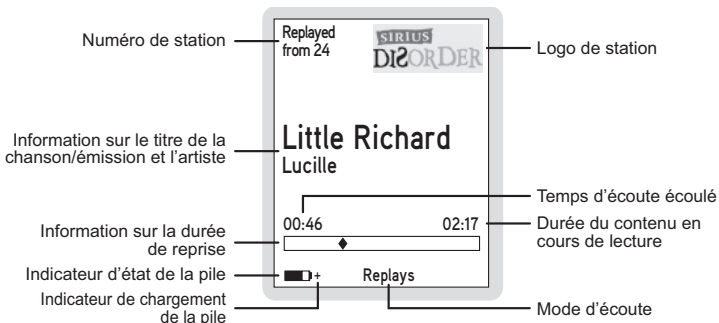 Numéro de station
Replayed
from 24
SIRIUS
DISORDER
Logo de station
Information sur le titre de la
chanson/émission et l'artiste
Little Richard
Lucille
Temps d'écoute écoulé
00:46
02:17
Durée du contenu en
cours de lecture
Information sur la durée
de reprise
Indicateur d'état de la pile
+
Replays
Indicateur de chargement
de la pile
Mode d'écoute